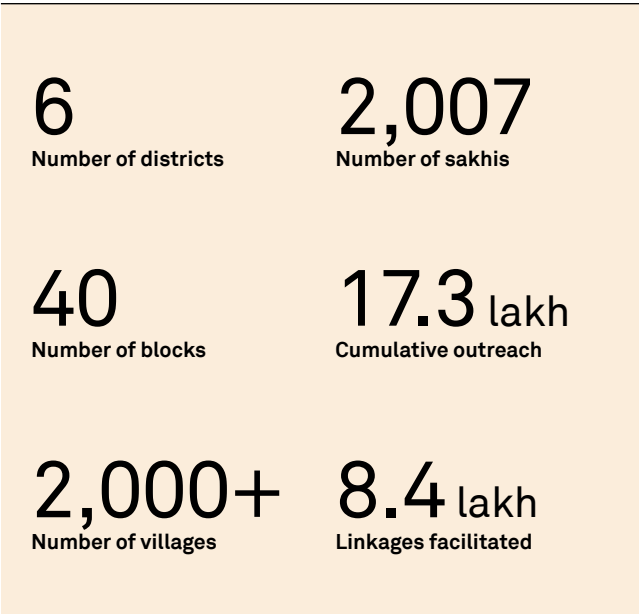 6
Number of districts
2,007
Number of sakhis
40
Number of blocks
17.3 lakh
Cumulative outreach
2,000+
Number of villages
8.4 lakh
Linkages facilitated